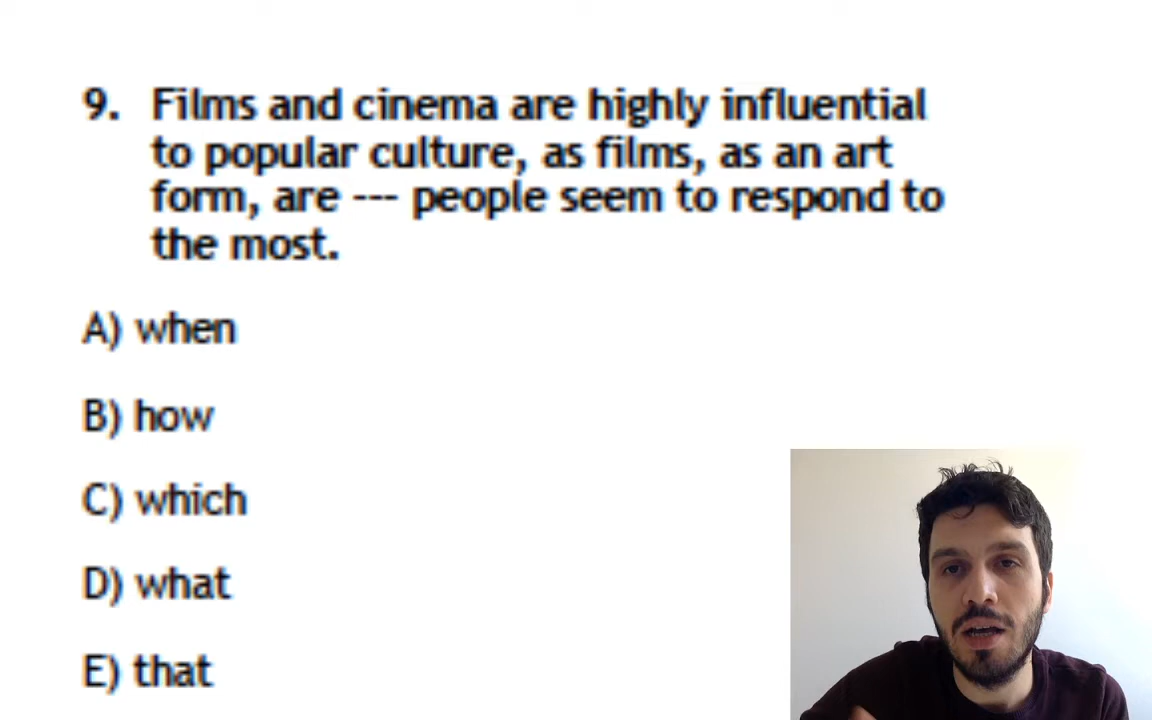 9. Films and cinema are highly influential
to popular culture, as films, as an art
form, are --- people seem to respond to
the most.
A) when
B) how
C) which
D) what
E) that